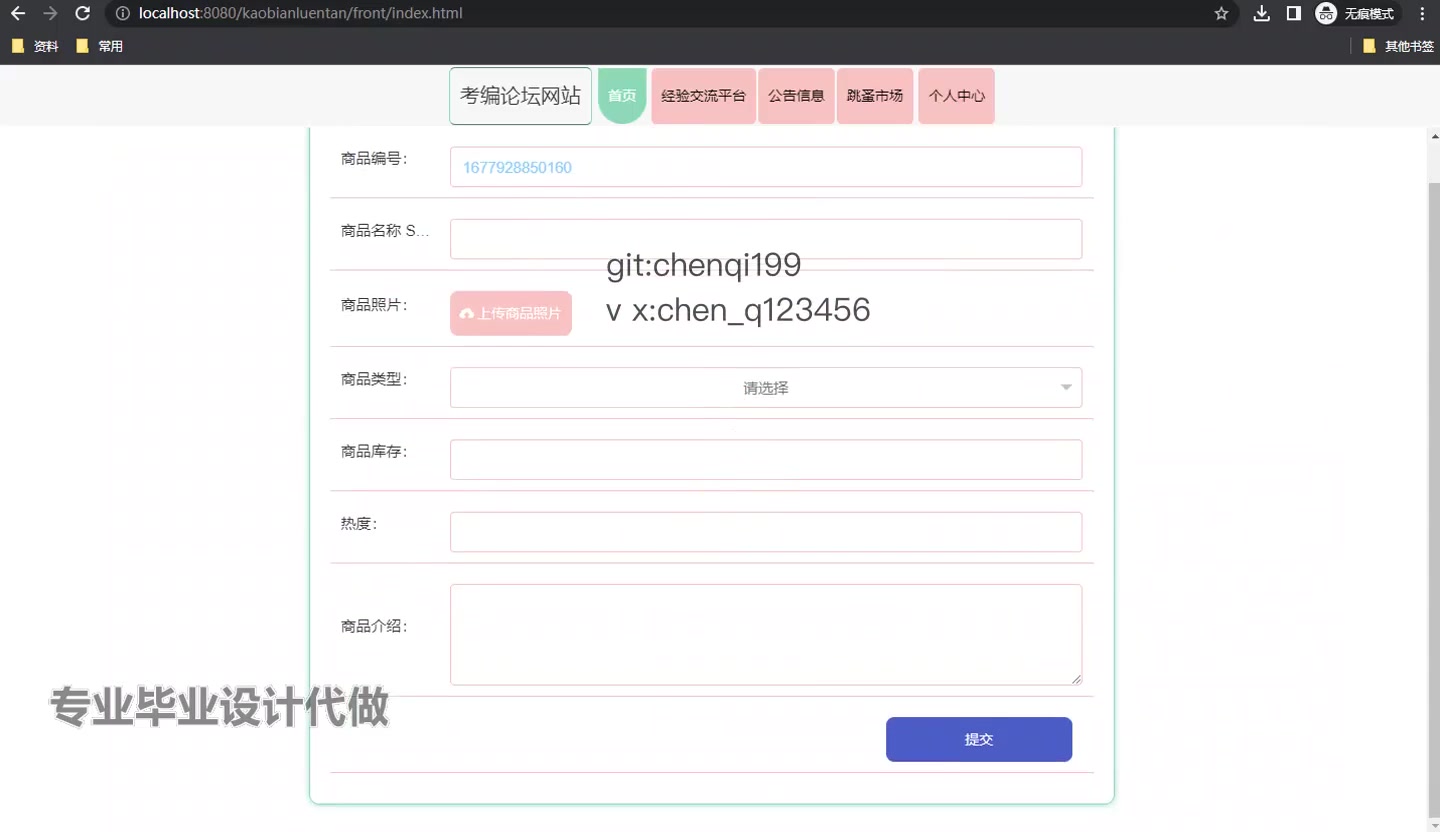 localhost:8080/kaobianluentan/front/index.html
无痕模式
资料
常用
其他书签
考编论坛网站
首页
经验交流平台
公告信息
跳蚤市场
个人中心
商品编号：
1677928850160
商品名称 S...
git:chenqi199
商品照片：
上传商品照片
v x:chen_q123456
商品类型：
请选择
商品库存：
热度：
商品介绍：
专业毕业设计代做
提交